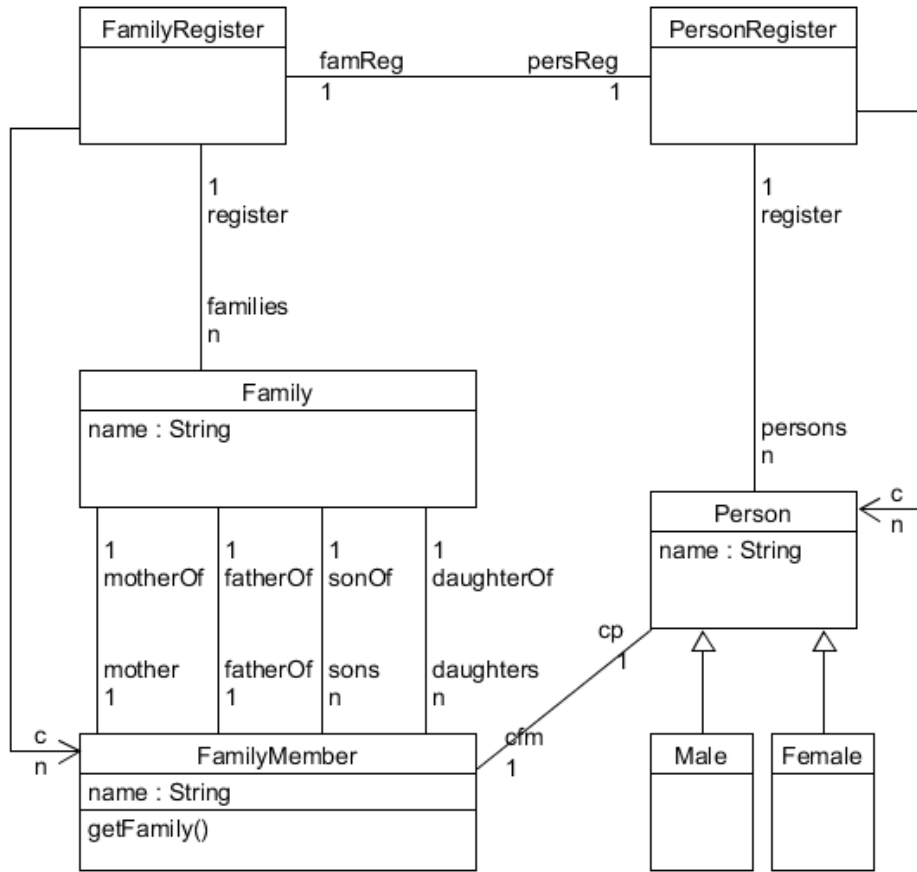 FamilyRegister
PersonRegister
famReg
persReg
1
1
1
register
1
register
families
n
Family
name : String
persons
n
c
n
Person
name : String
1
motherOf
1
fatherOf
1
sonOf
1
daughterOf
mother
1
fatherOf
1
sons
n
daughters
n
cp
1
c
n
FamilyMember
name : String
getFamily()
cfm
1
Male
Female